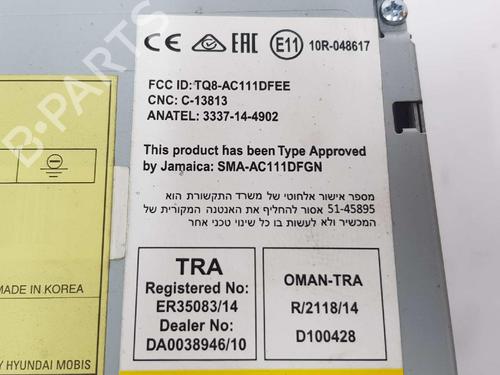 CE EAC E11 10R-048617
FCC ID: TQ8-AC111DFEE
CNC: C-13813
ANATEL: 3337-14-4902
This product has been Type Approved
by Jamaica: SMA-AC111DFGN
מספר אישור אלחוטי של משרד התקשורת הוא
51-45895 אסור להחליף את האנטנה המקורית של
המכשיר ולא לעשות בו כל שינוי טכני אחר
TRA
Registered No:
ER35083/14
Dealer No:
DA0038946/10
OMAN-TRA
R/2118/14
D100428
MADE IN KOREA
Y HYUNDAI MOBIS
B-PARTS